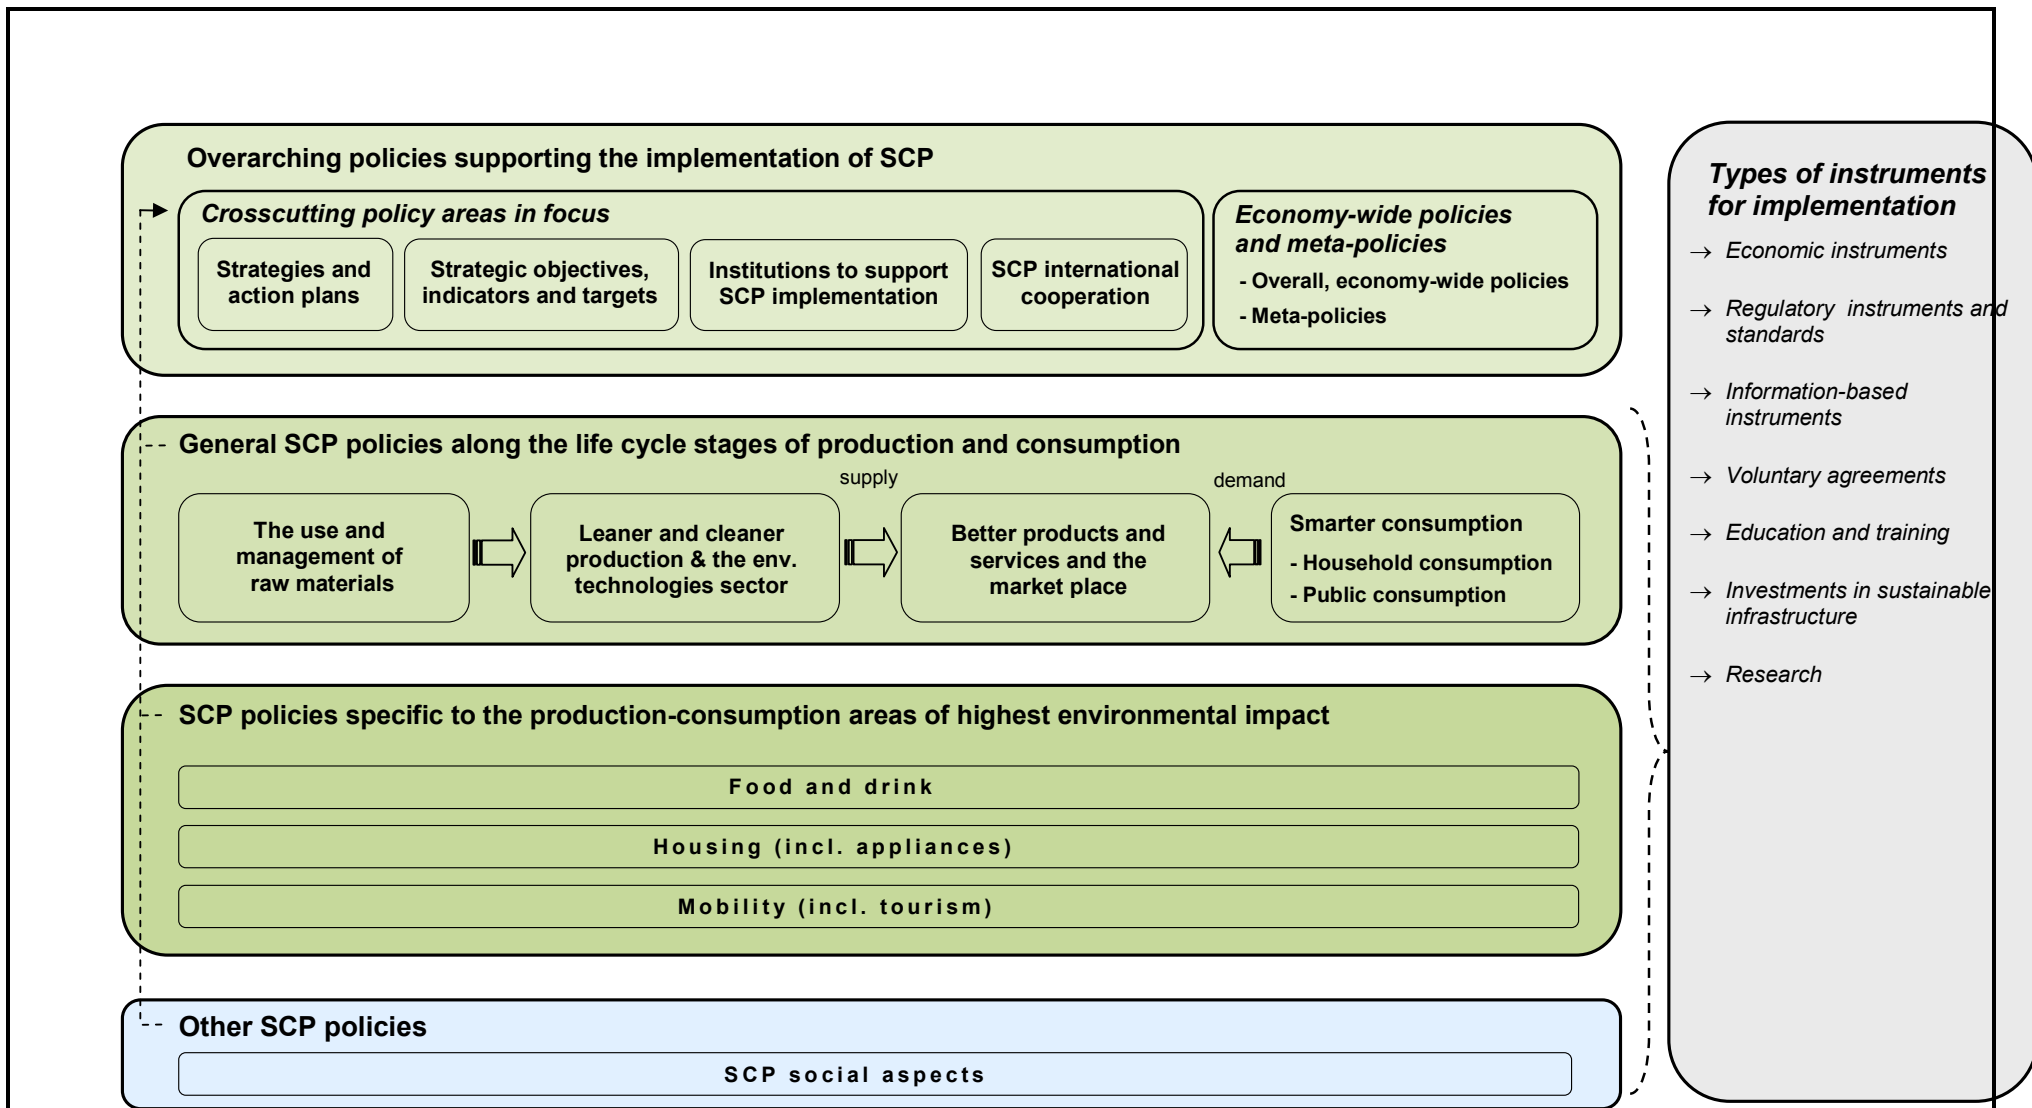 Overarching policies supporting the implementation of SCP
Crosscutting policy areas in focus
Strategies and
action plans
Strategic objectives,
indicators and targets
Institutions to support
SCP implementation
SCP international
cooperation
Economy-wide policies
and meta-policies
- Overall, economy-wide policies
- Meta-policies
General SCP policies along the life cycle stages of production and consumption
supply
demand
The use and
management of
raw materials
Leaner and cleaner
production & the env.
technologies sector
Better products and
services and the
market place
Smarter consumption
- Household consumption
- Public consumption
SCP policies specific to the production-consumption areas of highest environmental impact
Food and drink
Housing (incl. appliances)
Mobility (incl. tourism)
Other SCP policies
SCP social aspects
Types of instruments
for implementation
→ Economic instruments
→ Regulatory instruments and
standards
→ Information-based
instruments
→ Voluntary agreements
→ Education and training
→ Investments in sustainable
infrastructure
→ Research